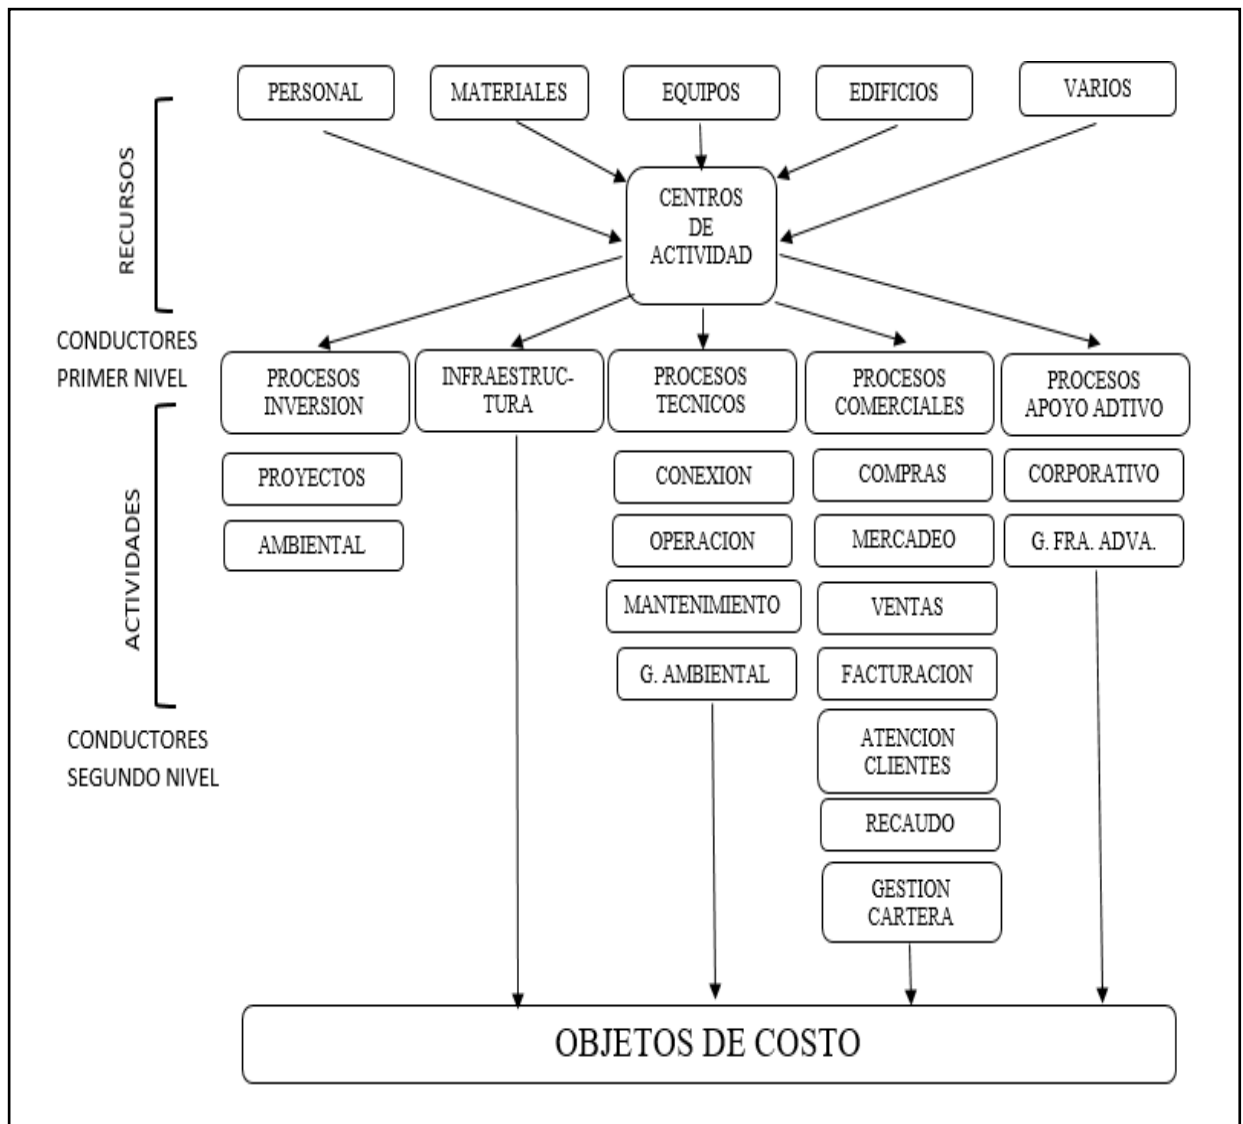 PERSONAL
MATERIALES
EQUIPOS
EDIFICIOS
VARIOS
RECURSOS
CENTROS
DE
ACTIVIDAD
CONDUCTORES
PRIMER NIVEL
PROCESOS
INVERSION
INFRAESTRUC-
TURA
PROCESOS
TECNICOS
PROCESOS
COMERCIALES
PROCESOS
APOYO ADTIVO
ACTIVIDADES
PROYECTOS
AMBIENTAL
CONEXION
OPERACION
MANTENIMIENTO
G. AMBIENTAL
COMPRAS
MERCADEO
VENTAS
FACTURACION
ATENCION
CLIENTES
RECAUDO
GESTION
CARTERA
CORPORATIVO
G. FRA. ADVA.
CONDUCTORES
SEGUNDO NIVEL
OBJETOS DE COSTO